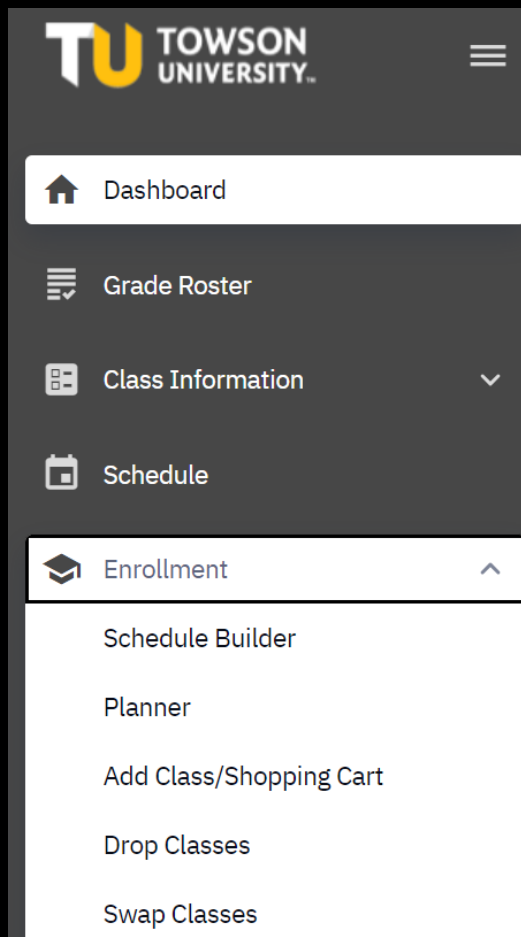 TU TOWSON
UNIVERSITY™
Dashboard
Grade Roster
Class Information
Schedule
Enrollment
Schedule Builder
Planner
Add Class/Shopping Cart
Drop Classes
Swap Classes